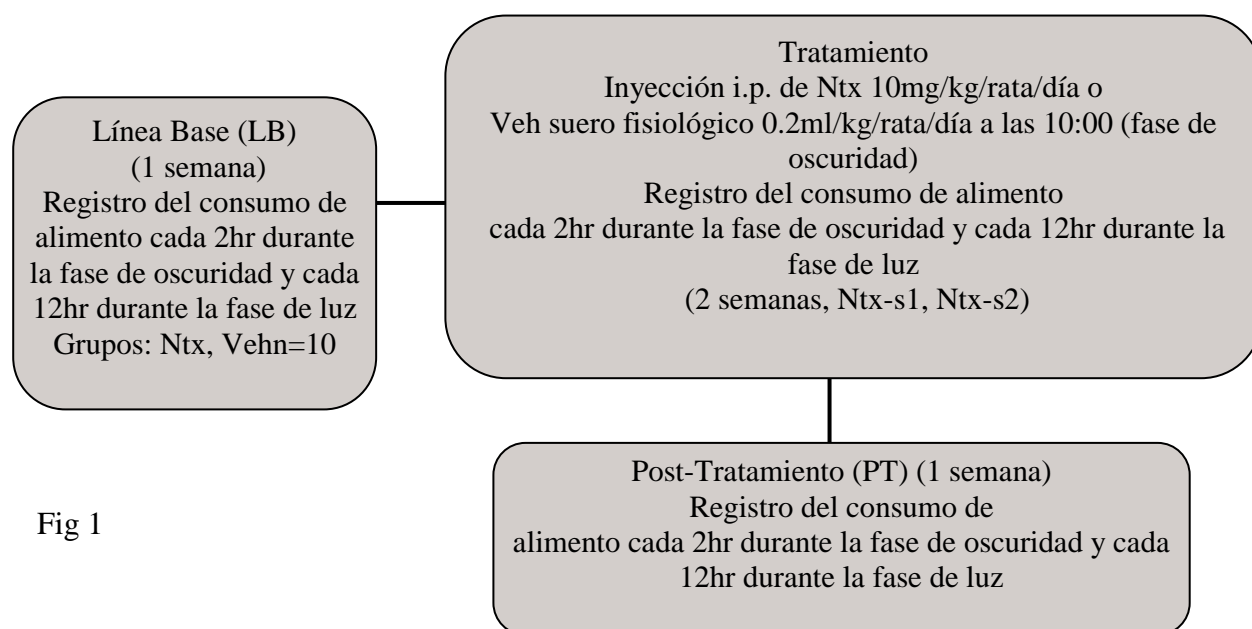 Línea Base (LB)
(1 semana)
Registro del consumo de
alimento cada 2hr durante
la fase de oscuridad y cada
12hr durante la fase de luz
Grupos: Ntx, Vehn=10
Tratamiento
Inyección i.p. de Ntx 10mg/kg/rata/día o
Veh suero fisiológico 0.2ml/kg/rata/día a las 10:00 (fase de
oscuridad)
Registro del consumo de alimento
cada 2hr durante la fase de oscuridad y cada 12hr durante la
fase de luz
(2 semanas, Ntx-s1, Ntx-s2)
Post-Tratamiento (PT) (1 semana)
Registro del consumo de
alimento cada 2hr durante la fase de oscuridad y cada
12hr durante la fase de luz
Fig 1